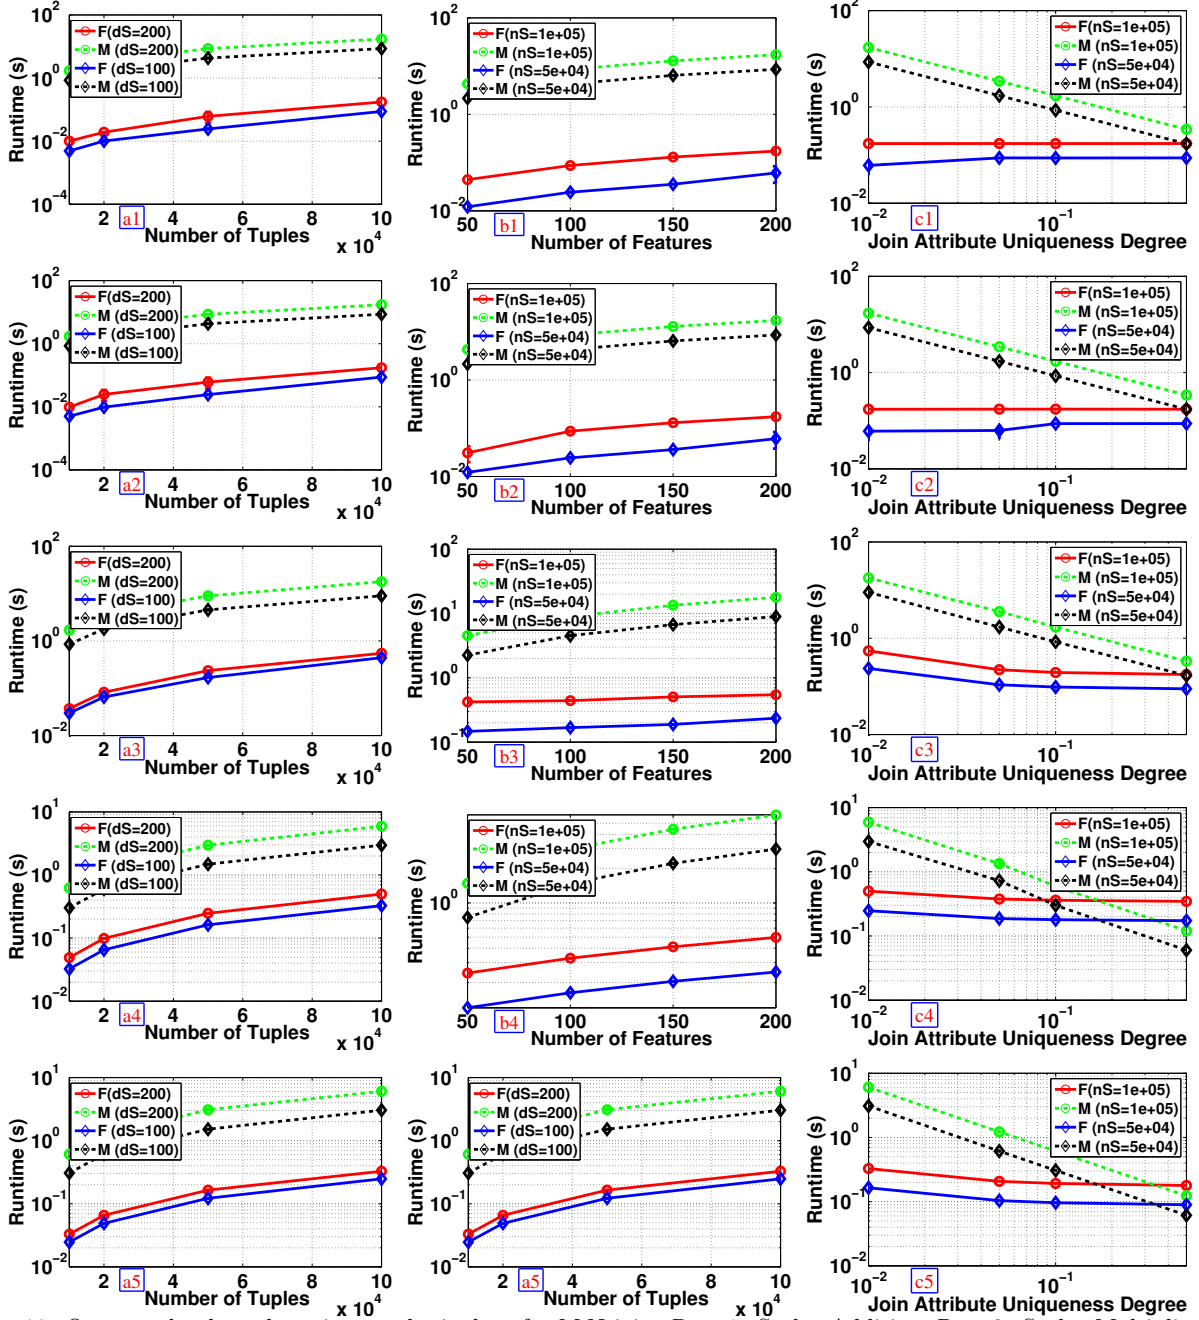 F(dS=200)
M (dS=200)
F (dS=100)
M (dS=100)
10^2
10^0
10^−2
10^−4
Runtime (s)
2 4 6 8 10
a1
Number of Tuples
x 10^4
F(nS=1e+05)
M (nS=1e+05)
F (nS=5e+04)
M (nS=5e+04)
10^0
10^−2
Runtime (s)
50 100 150 200
b1
Number of Features
F(nS=1e+05)
M (nS=1e+05)
F (nS=5e+04)
M (nS=5e+04)
10^2
10^0
10^−2
Runtime (s)
10^−2 10^−1
c1
Join Attribute Uniqueness Degree
F(dS=200)
M (dS=200)
F (dS=100)
M (dS=100)
10^2
10^0
10^−2
10^−4
Runtime (s)
2 4 6 8 10
a2
Number of Tuples
x 10^4
F(nS=1e+05)
M (nS=1e+05)
F (nS=5e+04)
M (nS=5e+04)
10^2
10^0
10^−2
Runtime (s)
50 100 150 200
b2
Number of Features
F(nS=1e+05)
M (nS=1e+05)
F (nS=5e+04)
M (nS=5e+04)
10^2
10^0
10^−2
Runtime (s)
10^−2 10^−1
c2
Join Attribute Uniqueness Degree
F(dS=200)
M (dS=200)
F (dS=100)
M (dS=100)
10^2
10^0
10^−2
Runtime (s)
2 4 6 8 10
a3
Number of Tuples
x 10^4
F(nS=1e+05)
M (nS=1e+05)
F (nS=5e+04)
M (nS=5e+04)
10^2
10^1
10^0
10^−1
Runtime (s)
50 100 150 200
b3
Number of Features
F(nS=1e+05)
M (nS=1e+05)
F (nS=5e+04)
M (nS=5e+04)
10^2
10^0
10^−2
Runtime (s)
10^−2 10^−1
c3
Join Attribute Uniqueness Degree
F(dS=200)
M (dS=200)
F (dS=100)
M (dS=100)
10^1
10^0
10^−1
10^−2
Runtime (s)
2 4 6 8 10
a4
Number of Tuples
x 10^4
F(nS=1e+05)
M (nS=1e+05)
F (nS=5e+04)
M (nS=5e+04)
10^0
Runtime (s)
50 100 150 200
b4
Number of Features
F(nS=1e+05)
M (nS=1e+05)
F (nS=5e+04)
M (nS=5e+04)
10^1
10^0
10^−1
10^−2
Runtime (s)
10^−2 10^−1
c4
Join Attribute Uniqueness Degree
F(dS=200)
M (dS=200)
F (dS=100)
M (dS=100)
10^1
10^0
10^−1
10^−2
Runtime (s)
2 4 6 8 10
a5
Number of Tuples
x 10^4
F(dS=200)
M (dS=200)
F (dS=100)
M (dS=100)
10^1
10^0
10^−1
10^−2
Runtime (s)
2 4 6 8 10
a5
Number of Tuples
x 10^4
F(nS=1e+05)
M (nS=1e+05)
F (nS=5e+04)
M (nS=5e+04)
10^1
10^0
10^−1
10^−2
Runtime (s)
10^−2 10^−1
c5
Join Attribute Uniqueness Degree